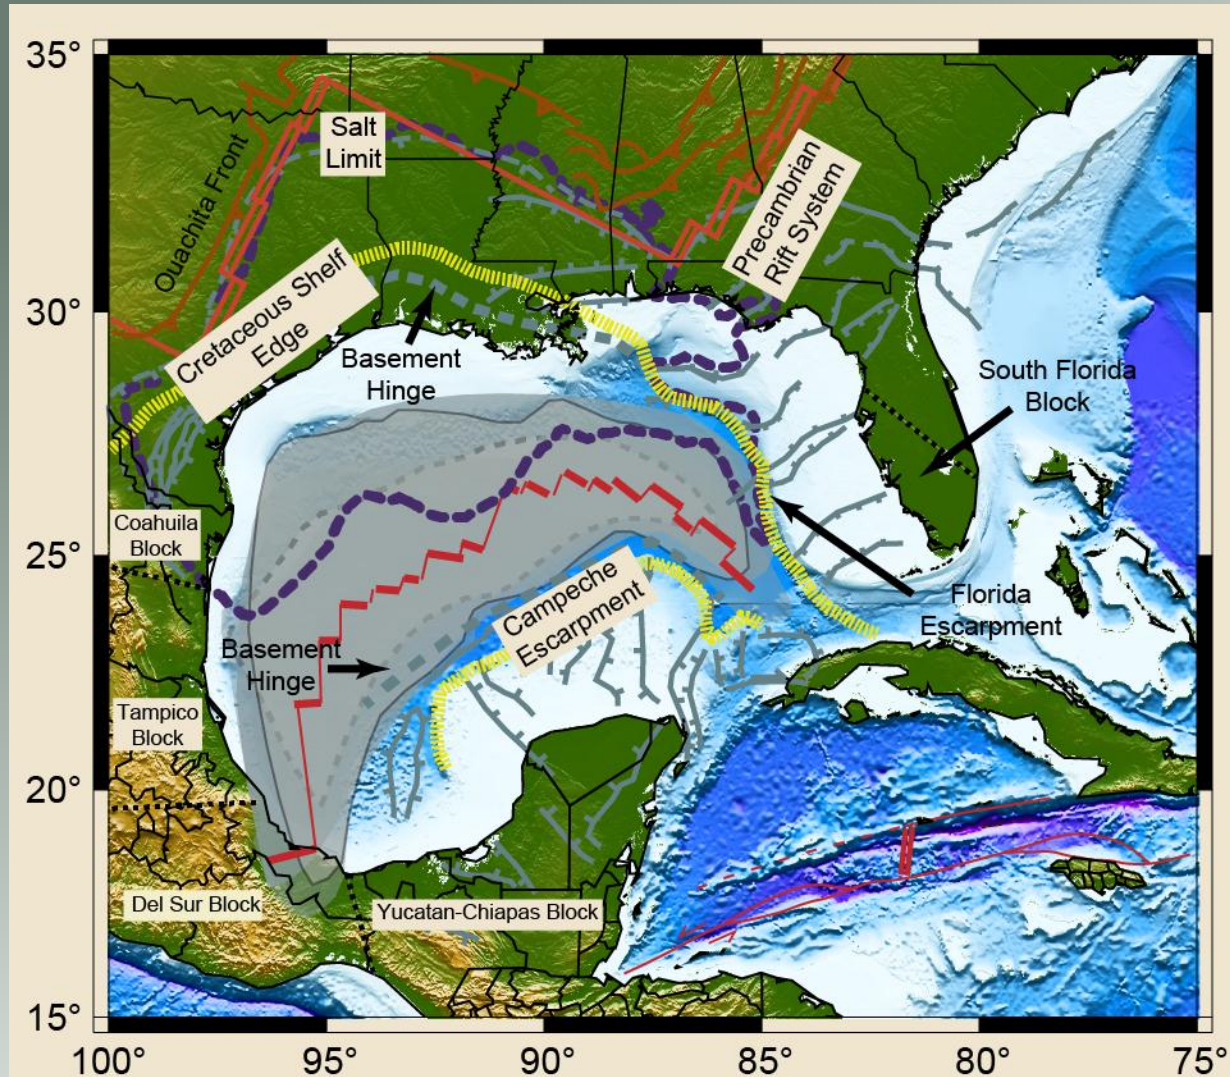 35°
30°
25°
20°
15°
100°
95°
90°
85°
80°
75°
Ouachita Front
Salt
Limit
Precambrian
Rift System
Cretaceous Shelf
Edge
Basement
Hinge
South Florida
Block
Coahuila
Block
Campeche
Escarpment
Florida
Escarpment
Basement
Hinge
Tampico
Block
Del Sur Block
Yucatan-Chiapas Block